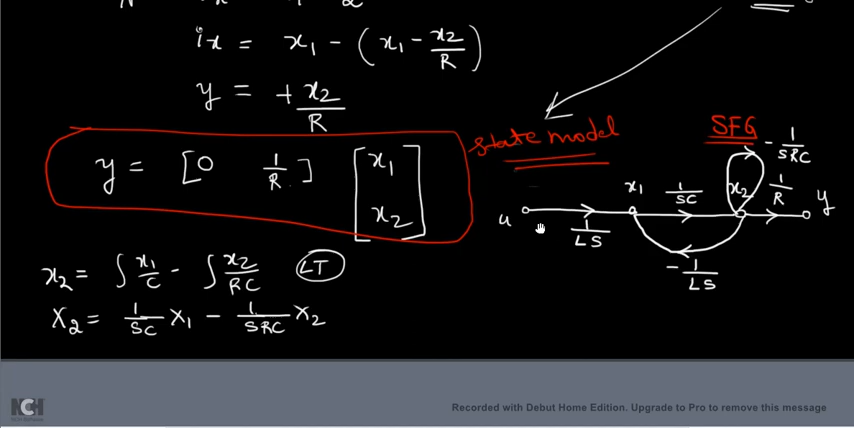 ix = x₁ - (x₁ - x₂/R)
y = + x₂/R
y = [0 1/R] [x₁ x₂]
state model
SFG
- 1/SRC
x₁ 1/SC x₂ 1/R y
u 1/LS
- 1/LS
x₂ = ∫ x₁/C - ∫ x₂/RC LT
X₂ = 1/SC X₁ - 1/SRC X₂
NCH
Recorded with Debut Home Edition. Upgrade to Pro to remove this message